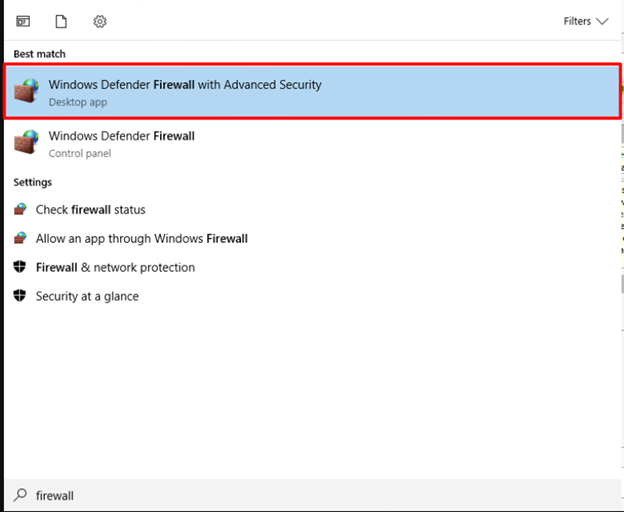 Filters
Best match
Windows Defender Firewall with Advanced Security
Desktop app
Windows Defender Firewall
Control panel
Settings
Check firewall status
Allow an app through Windows Firewall
Firewall & network protection
Security at a glance
firewall